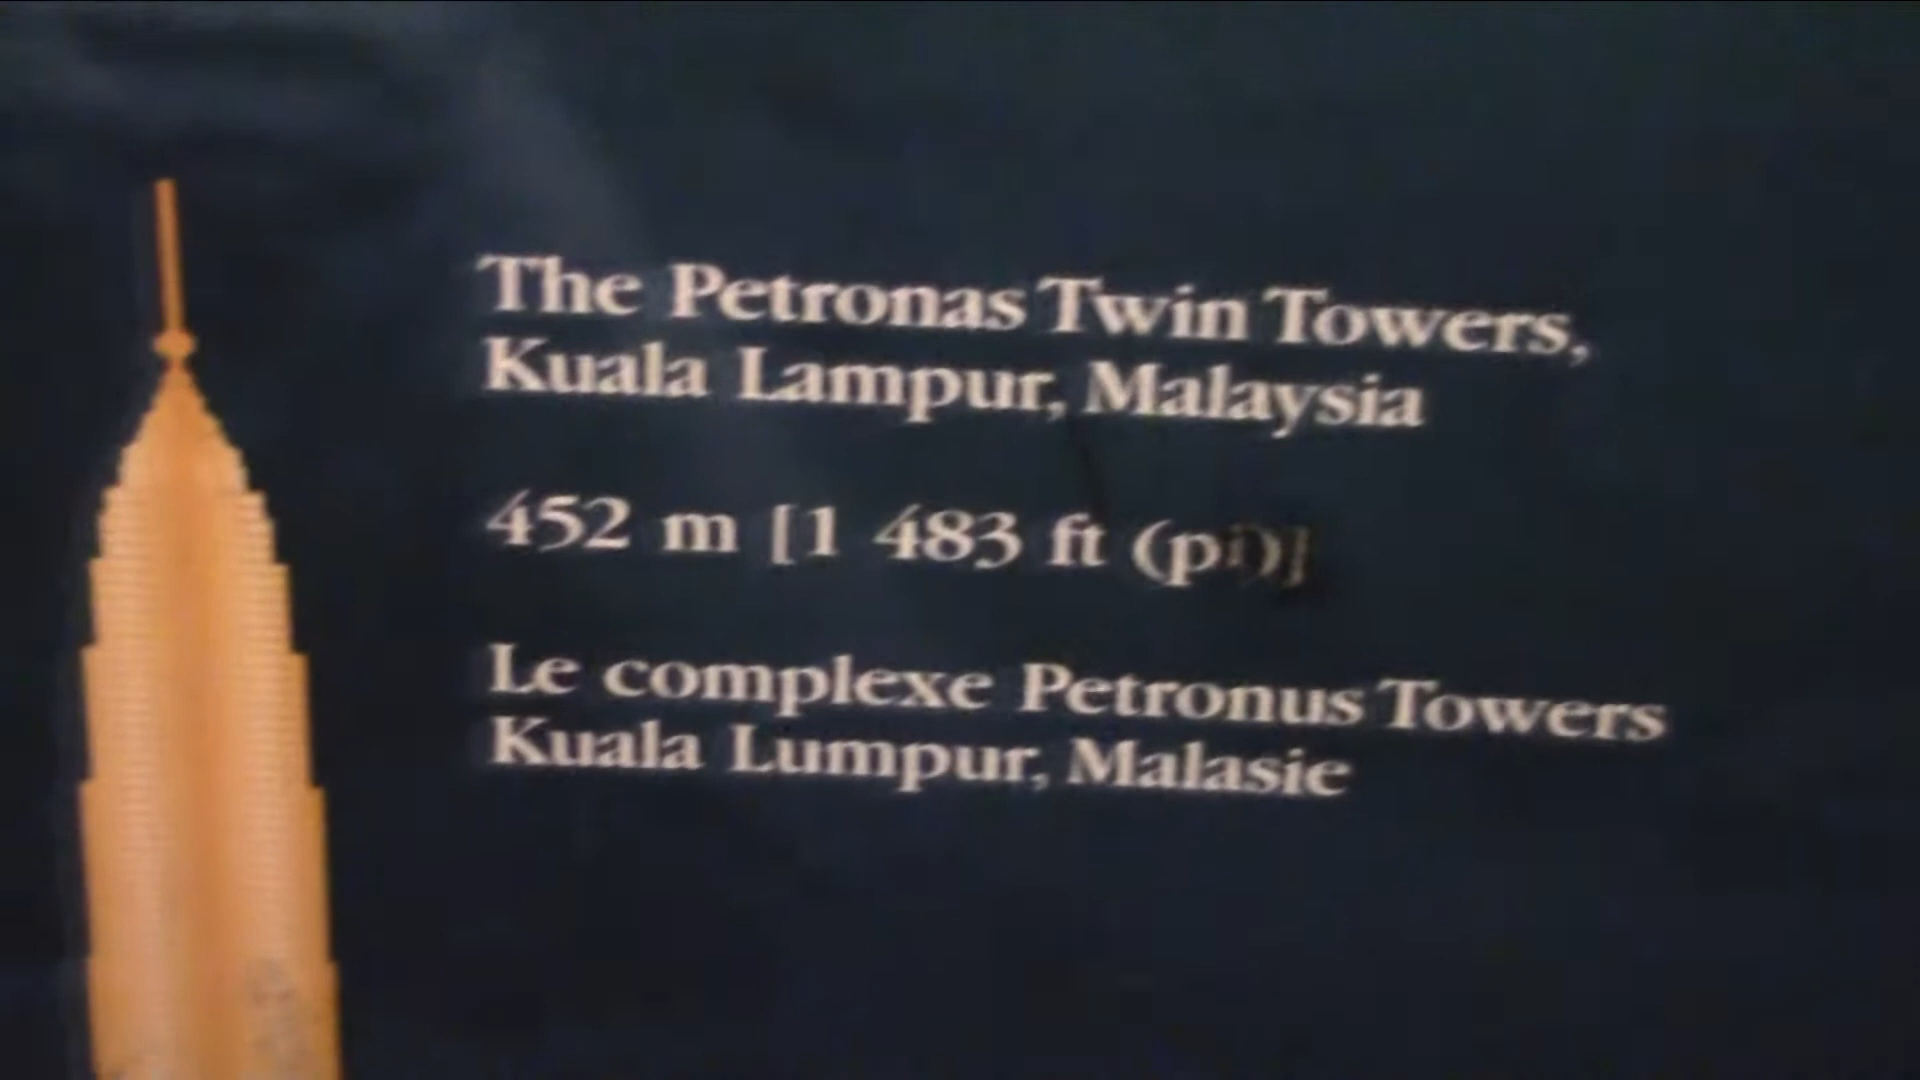 The Petronas Twin Towers,
Kuala Lampur, Malaysia
452 m [1 483 ft (pi)]
Le complexe Petronus Towers
Kuala Lumpur, Malasie